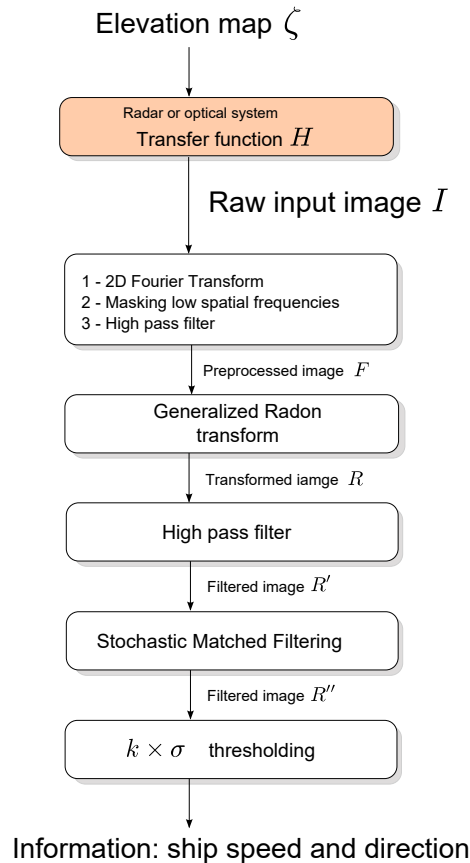 Elevation map ζ
Radar or optical system
Transfer function H
Raw input image I
1 - 2D Fourier Transform
2 - Masking low spatial frequencies
3 - High pass filter
Preprocessed image F
Generalized Radon
transform
Transformed iamge R
High pass filter
Filtered image R′
Stochastic Matched Filtering
Filtered image R″
k × σ thresholding
Information: ship speed and direction